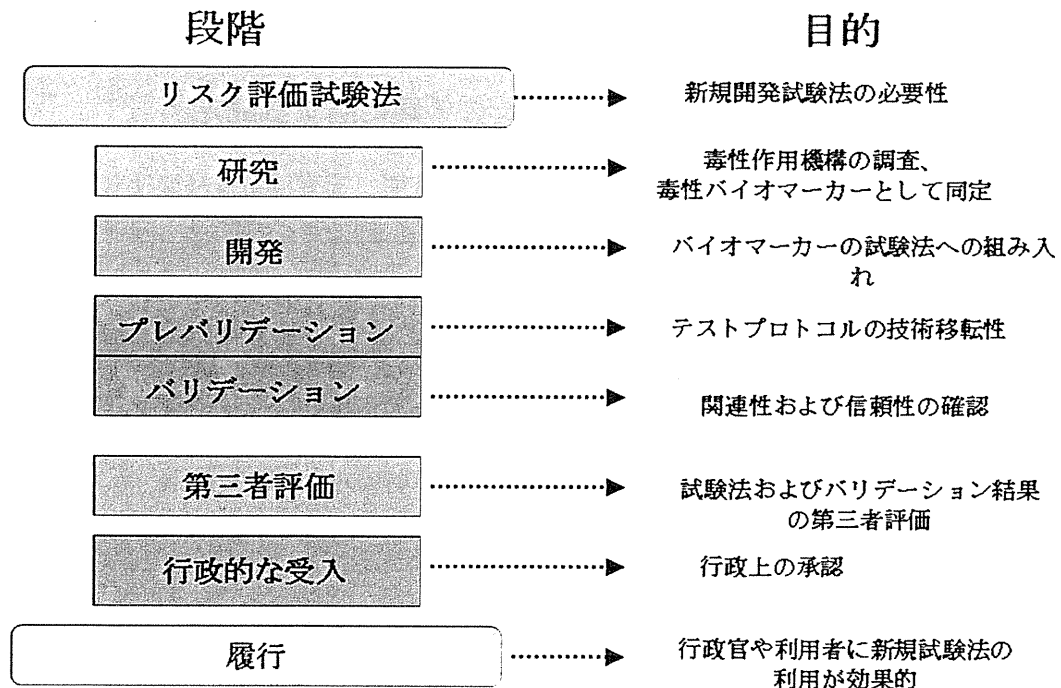 段階 目的
リスク評価試験法 新規開発試験法の必要性
研究 毒性作用機構の調査、
毒性バイオマーカーとして同定
開発 バイオマーカーの試験法への組み入
れ
プレバリデーション テストプロトコルの技術移転性
バリデーション 関連性および信頼性の確認
第三者評価 試験法およびバリデーション結果
の第三者評価
行政的な受入 行政上の承認
履行 行政官や利用者に新規試験法の
利用が効果的